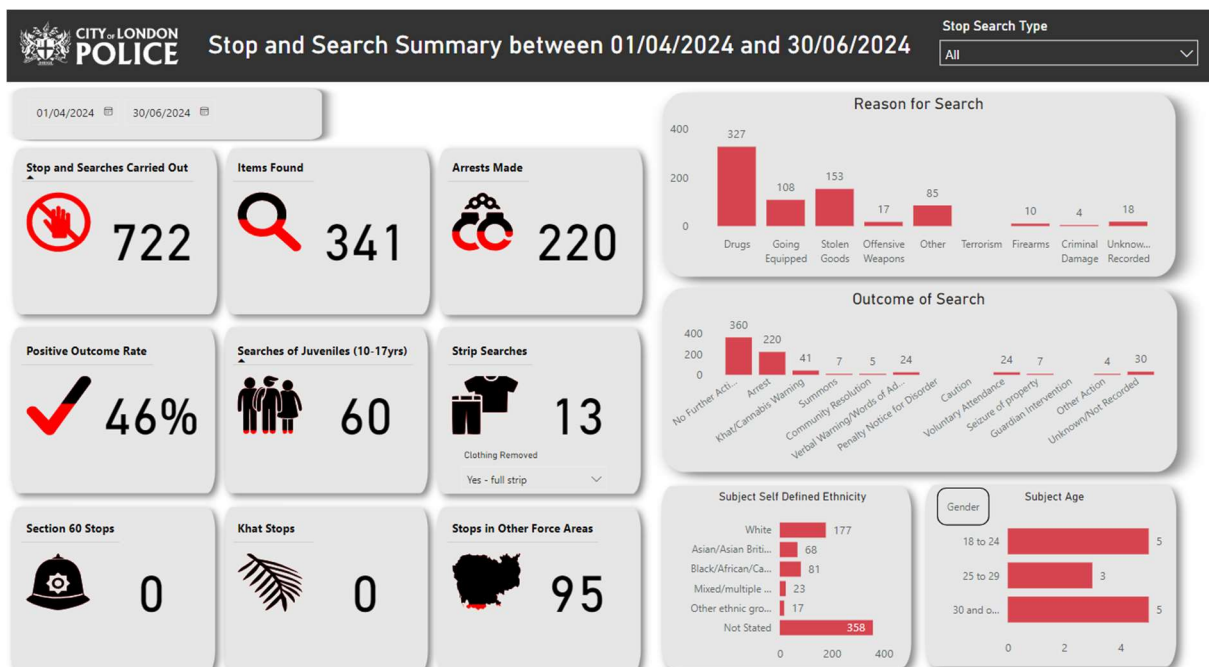 CITY OF LONDON
POLICE
Stop and Search Summary between 01/04/2024 and 30/06/2024
Stop Search Type
All
01/04/2024 30/06/2024
Stop and Searches Carried Out
722
Items Found
341
Arrests Made
220
Positive Outcome Rate
46%
Searches of Juveniles (10-17yrs)
60
Strip Searches
13
Clothing Removed
Yes - full strip
Section 60 Stops
0
Khat Stops
0
Stops in Other Force Areas
95
Reason for Search
400
200
0
327
108
153
17
85
10
4
18
Drugs
Going
Equipped
Stolen
Goods
Offensive
Weapons
Other
Terrorism
Firearms
Criminal
Damage
Unknow...
Recorded
Outcome of Search
400
200
0
360
220
41
7
5
24
24
7
4
30
No Further Acti...
Arrest
Khat/Cannabis Warning
Summons
Community Resolution
Verbal Warning/Words of Ad...
Penalty Notice for Disorder
Caution
Voluntary Attendance
Seizure of property
Guardian Intervention
Other Action
Unknown/Not Recorded
Subject Self Defined Ethnicity
White 177
Asian/Asian Briti... 68
Black/African/Ca... 81
Mixed/multiple ... 23
Other ethnic gro... 17
Not Stated 358
0 200 400
Gender
Subject Age
18 to 24 5
25 to 29 3
30 and o... 5
0 2 4